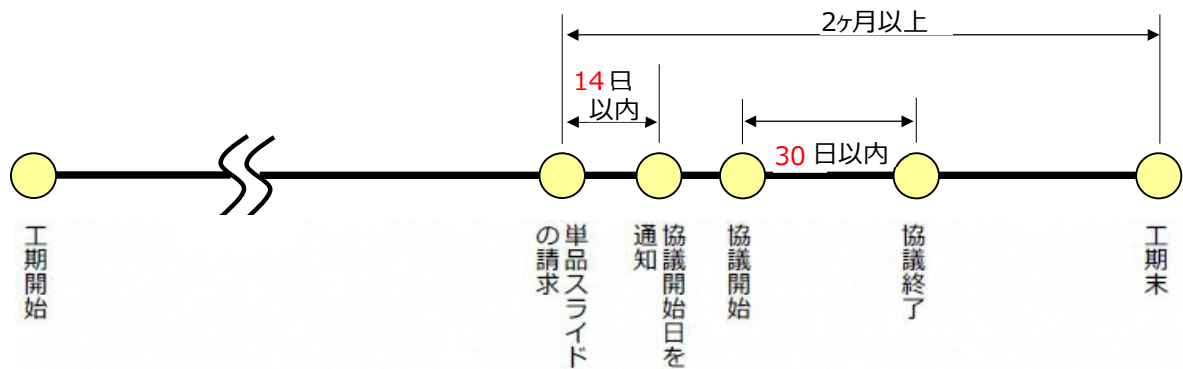 2ヶ月以上
14日
以内
30日以内
工期開始
単品スライド
の請求
協議開始日を
通知
協議開始
協議終了
工期末